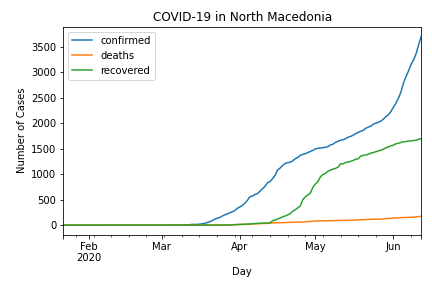 COVID-19 in North Macedonia
confirmed
deaths
recovered
Number of Cases
3500
3000
2500
2000
1500
1000
500
0
Feb
2020
Mar
Apr
May
Jun
Day